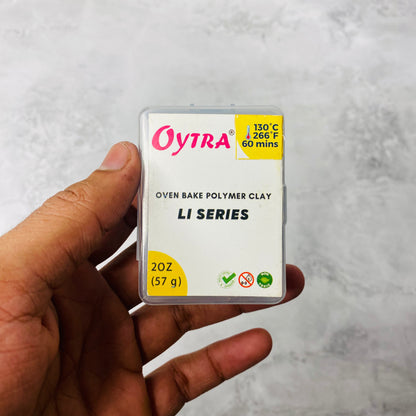 OYTRA®
130°C
266°F
60 mins
OVEN BAKE POLYMER CLAY
LI SERIES
2OZ
(57 g)